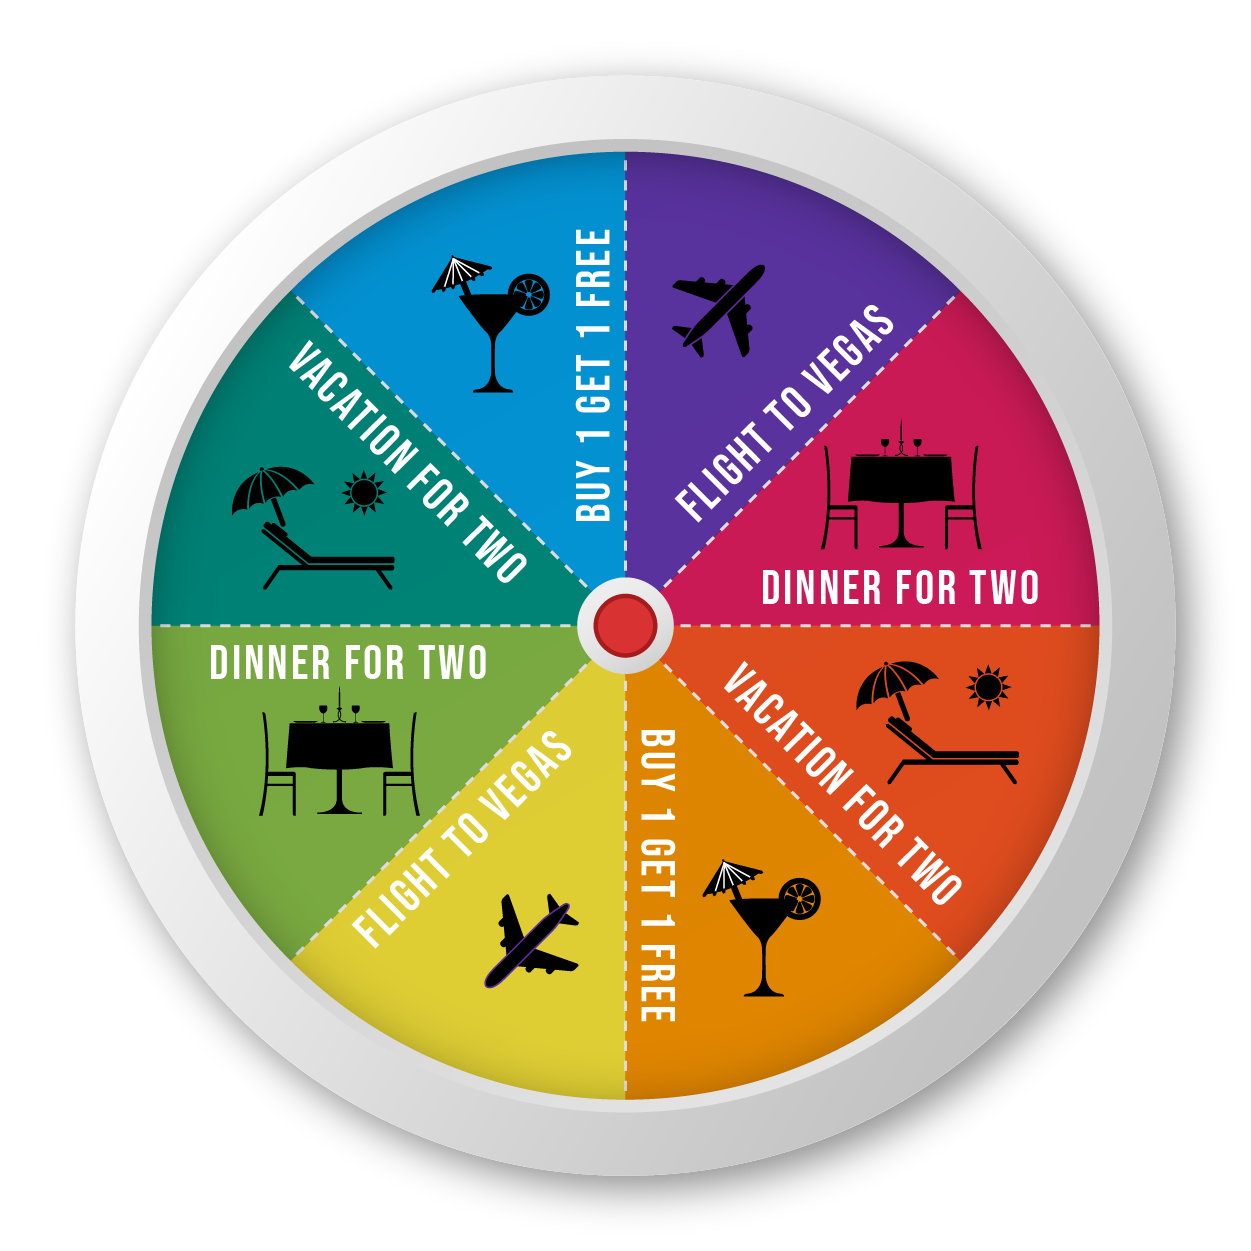 BUY 1 GET 1 FREE
FLIGHT TO VEGAS
DINNER FOR TWO
VACATION FOR TWO
BUY 1 GET 1 FREE
FLIGHT TO VEGAS
DINNER FOR TWO
VACATION FOR TWO